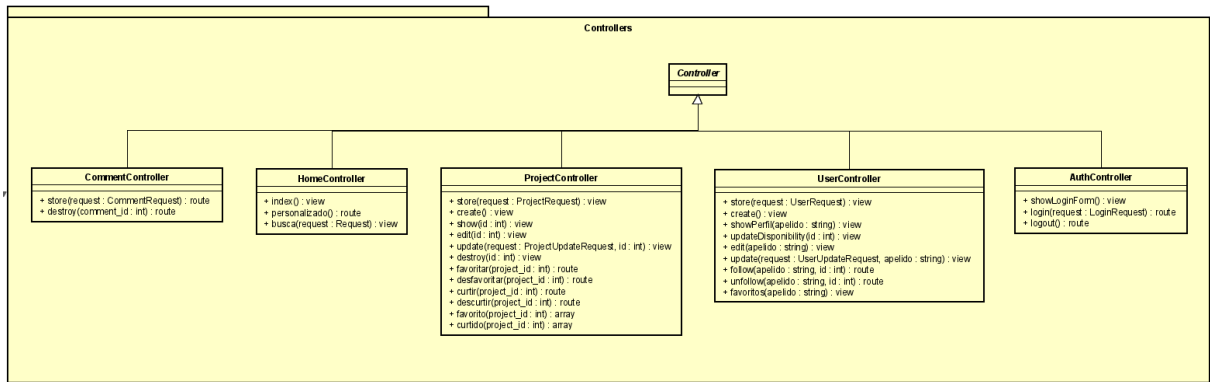 Controllers
Controller
CommentController
+ store(request : CommentRequest) : route
+ destroy(comment_id : int) : route
HomeController
+ index() : view
+ personalizado() : route
+ busca(request : Request) : view
ProjectController
+ store(request : ProjectRequest) : view
+ create() : view
+ show(id : int) : view
+ edit(id : int) : view
+ update(request : ProjectUpdateRequest, id : int) : view
+ destroy(id : int) : view
+ favoritar(project_id : int) : route
+ desfavoritar(project_id : int) : route
+ curtir(project_id : int) : route
+ descurtir(project_id : int) : route
+ favorito(project_id : int) : array
+ curtido(project_id : int) : array
UserController
+ store(request : UserRequest) : view
+ create() : view
+ showPerfil(apelido : string) : view
+ updateDisponibility(id : int) : view
+ edit(apelido : string) : view
+ update(request : UserUpdateRequest, apelido : string) : view
+ follow(apelido : string, id : int) : route
+ unfollow(apelido : string, id : int) : route
+ favoritos(apelido : string) : view
AuthController
+ showLoginForm() : view
+ login(request : LoginRequest) : route
+ logout() : route